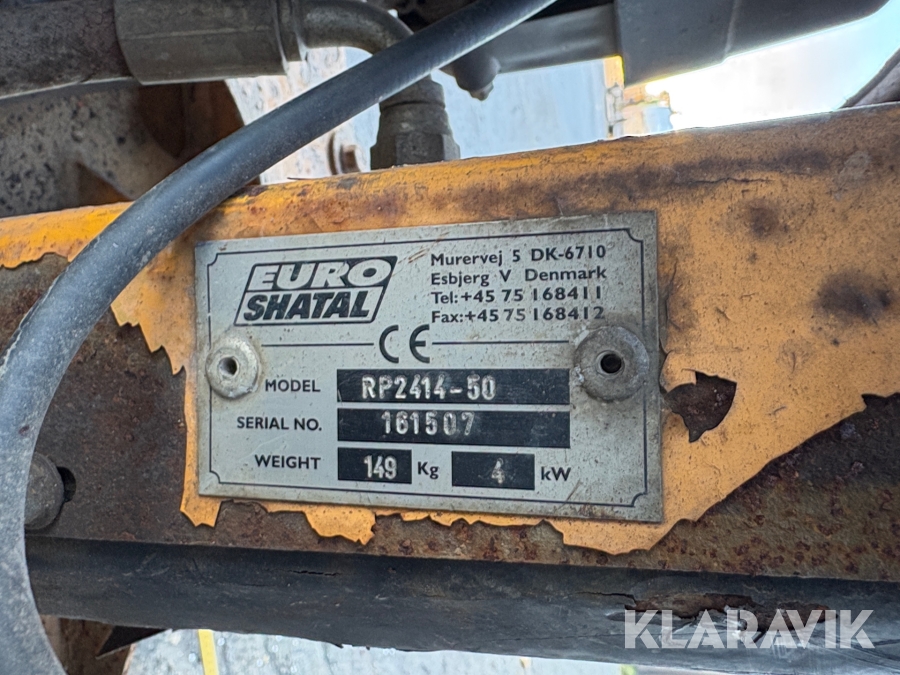 EURO
SHATAL
Murervej 5 DK-6710
Esbjerg V Denmark
Tel:+45 75 168411
Fax:+45 75 168412
CE
MODEL RP2414-50
SERIAL NO. 161507
WEIGHT 149 Kg 4 kW
KLARAVIK